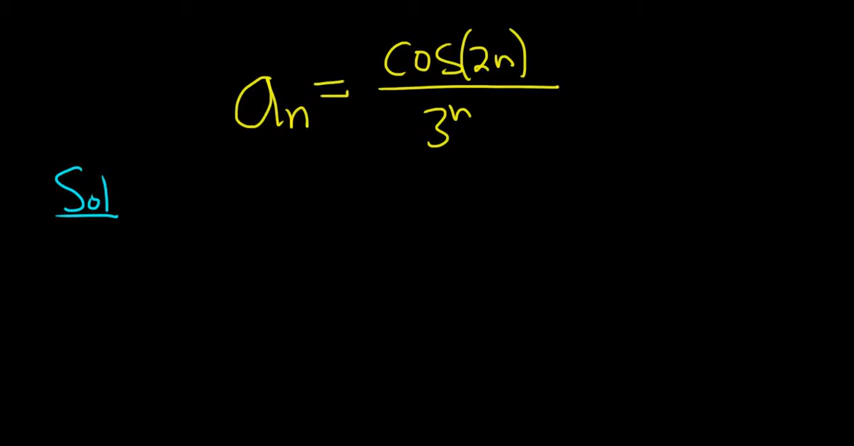 aₙ = cos(2n) / 3ⁿ
Sol